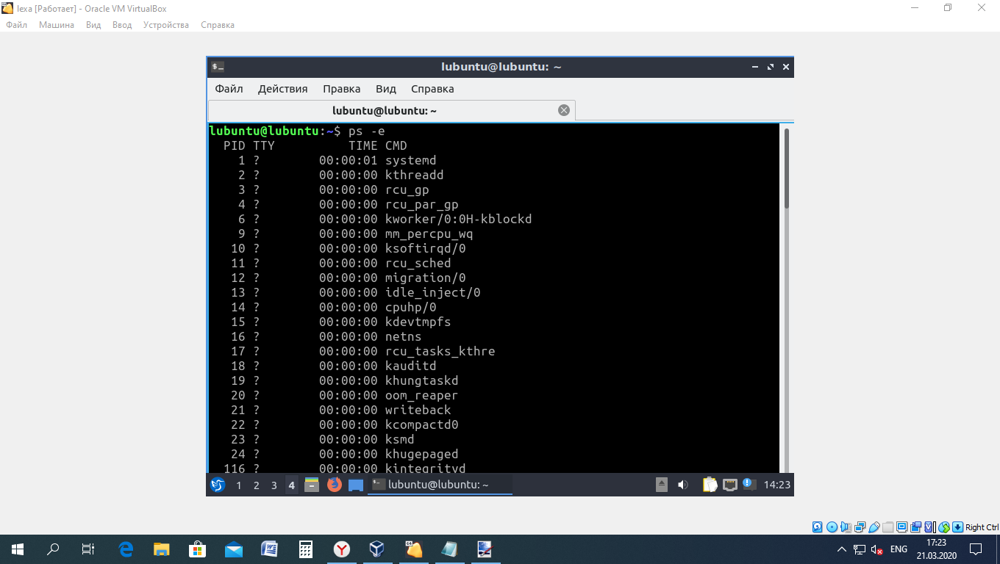 lexa [Работает] - Oracle VM VirtualBox
Файл Машина Вид Ввод Устройства Справка
lubuntu@lubuntu: ~
Файл Действия Правка Вид Справка
lubuntu@lubuntu: ~
lubuntu@lubuntu:~$ ps -e
PID TTY TIME CMD
1 ? 00:00:01 systemd
2 ? 00:00:00 kthreadd
3 ? 00:00:00 rcu_gp
4 ? 00:00:00 rcu_par_gp
6 ? 00:00:00 kworker/0:0H-kblockd
9 ? 00:00:00 mm_percpu_wq
10 ? 00:00:00 ksoftirqd/0
11 ? 00:00:00 rcu_sched
12 ? 00:00:00 migration/0
13 ? 00:00:00 idle_inject/0
14 ? 00:00:00 cpuhp/0
15 ? 00:00:00 kdevtmpfs
16 ? 00:00:00 netns
17 ? 00:00:00 rcu_tasks_kthre
18 ? 00:00:00 kauditd
19 ? 00:00:00 khungtaskd
20 ? 00:00:00 oom_reaper
21 ? 00:00:00 writeback
22 ? 00:00:00 kcompactd0
23 ? 00:00:00 ksmd
24 ? 00:00:00 khugepaged
116 ? 00:00:00 kintegrityd
1 2 3 4 lubuntu@lubuntu: ~ 14:23
Right Ctrl
ENG 17:23
21.03.2020